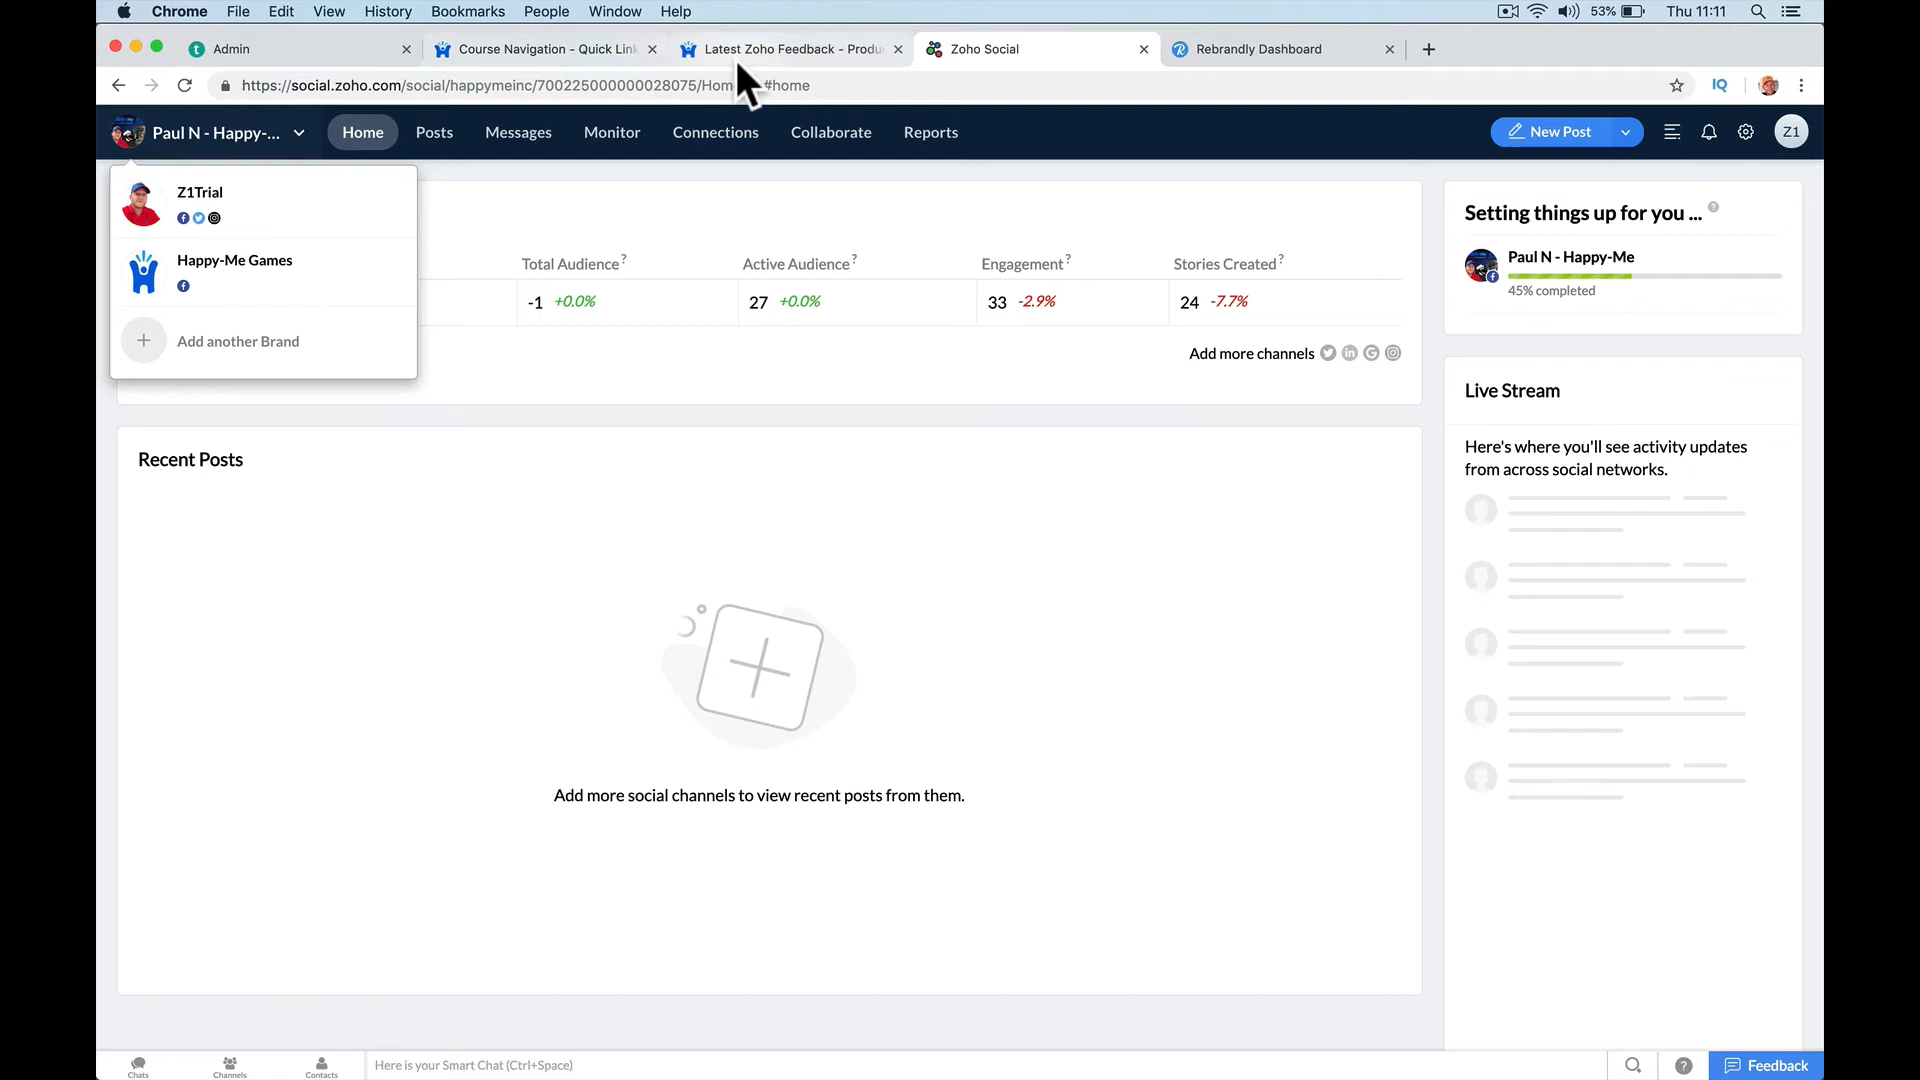 Chrome File Edit View History Bookmarks People Window Help 53% Thu 11:11
Admin Course Navigation - Quick Link Latest Zoho Feedback - Produ Zoho Social Rebrandly Dashboard
https://social.zoho.com/social/happymeinc/700225000000028075/Hom #home IQ
Paul N - Happy-... Home Posts Messages Monitor Connections Collaborate Reports New Post Z1
Z1Trial
Happy-Me Games
Add another Brand
Total Audience ? Active Audience ? Engagement ? Stories Created ?
-1 +0.0% 27 +0.0% 33 -2.9% 24 -7.7%
Add more channels
Recent Posts
Add more social channels to view recent posts from them.
Setting things up for you ... ?
Paul N - Happy-Me
45% completed
Live Stream
Here's where you'll see activity updates
from across social networks.
Chats Channels Contacts Here is your Smart Chat (Ctrl+Space) ? Feedback